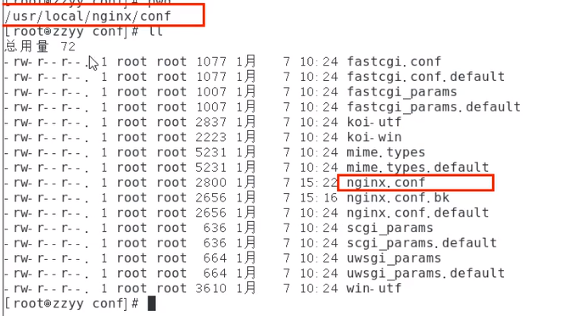 [root@zzyy conf]# pwd
/usr/local/nginx/conf
[root@zzyy conf]# ll
总用量 72
-rw-r--r--. 1 root root 1077 1月   7 10:24 fastcgi.conf
-rw-r--r--. 1 root root 1077 1月   7 10:24 fastcgi.conf.default
-rw-r--r--. 1 root root 1007 1月   7 10:24 fastcgi_params
-rw-r--r--. 1 root root 1007 1月   7 10:24 fastcgi_params.default
-rw-r--r--. 1 root root 2837 1月   7 10:24 koi-utf
-rw-r--r--. 1 root root 2223 1月   7 10:24 koi-win
-rw-r--r--. 1 root root 5231 1月   7 10:24 mime.types
-rw-r--r--. 1 root root 5231 1月   7 10:24 mime.types.default
-rw-r--r--. 1 root root 2800 1月   7 15:22 nginx.conf
-rw-r--r--. 1 root root 2656 1月   7 15:16 nginx.conf.bk
-rw-r--r--. 1 root root 2656 1月   7 10:24 nginx.conf.default
-rw-r--r--. 1 root root  636 1月   7 10:24 scgi_params
-rw-r--r--. 1 root root  636 1月   7 10:24 scgi_params.default
-rw-r--r--. 1 root root  664 1月   7 10:24 uwsgi_params
-rw-r--r--. 1 root root  664 1月   7 10:24 uwsgi_params.default
-rw-r--r--. 1 root root 3610 1月   7 10:24 win-utf
[root@zzyy conf]#